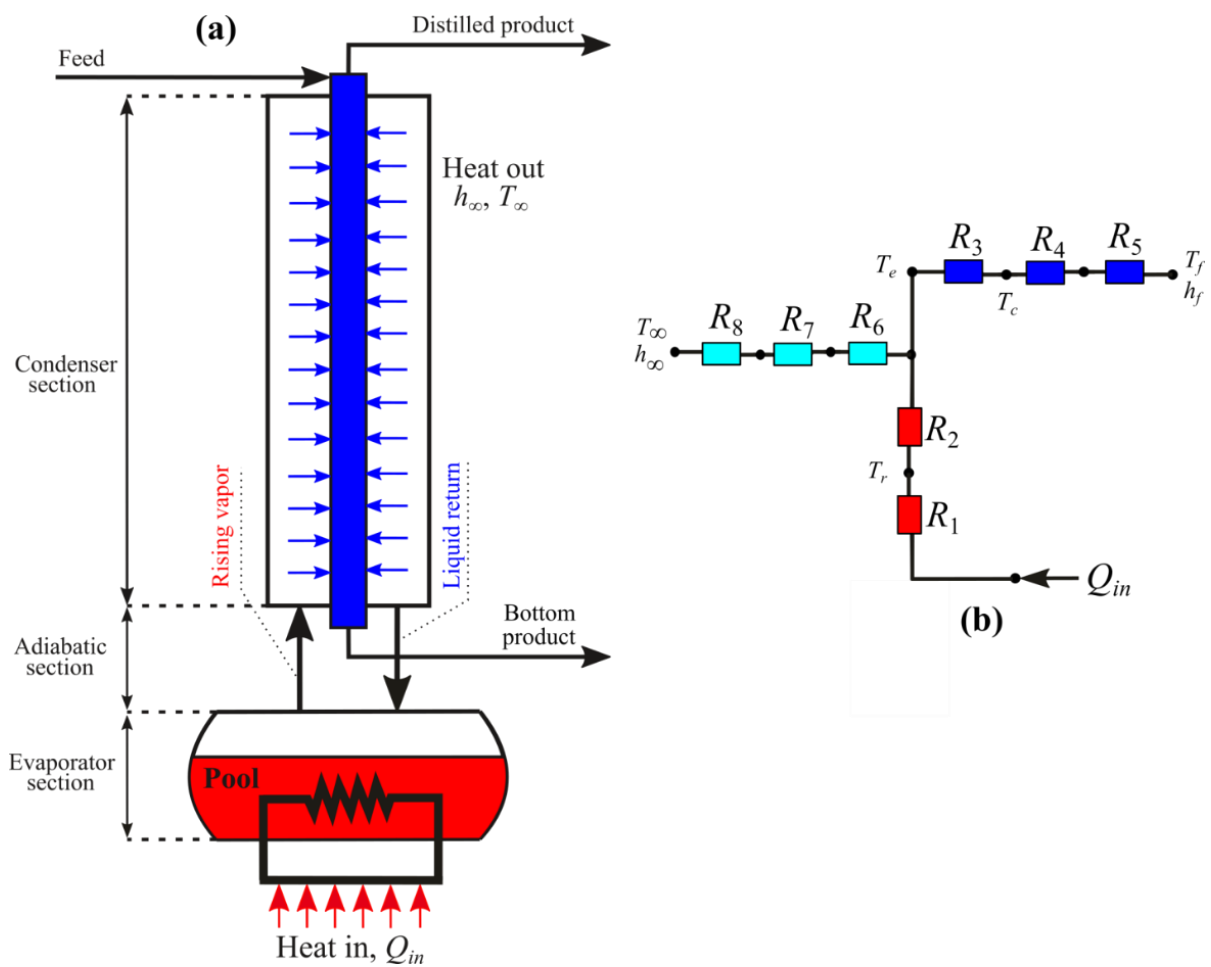 (a)
Distilled product
Feed
Heat out
h∞, T∞
Condenser
section
Rising vapor
Liquid return
Bottom
product
Adiabatic
section
Evaporator
section
Pool
Heat in, Qin
R3
R4
R5
Te
Tc
Tf
hf
T∞
h∞
R8
R7
R6
R2
Tr
R1
Qin
(b)